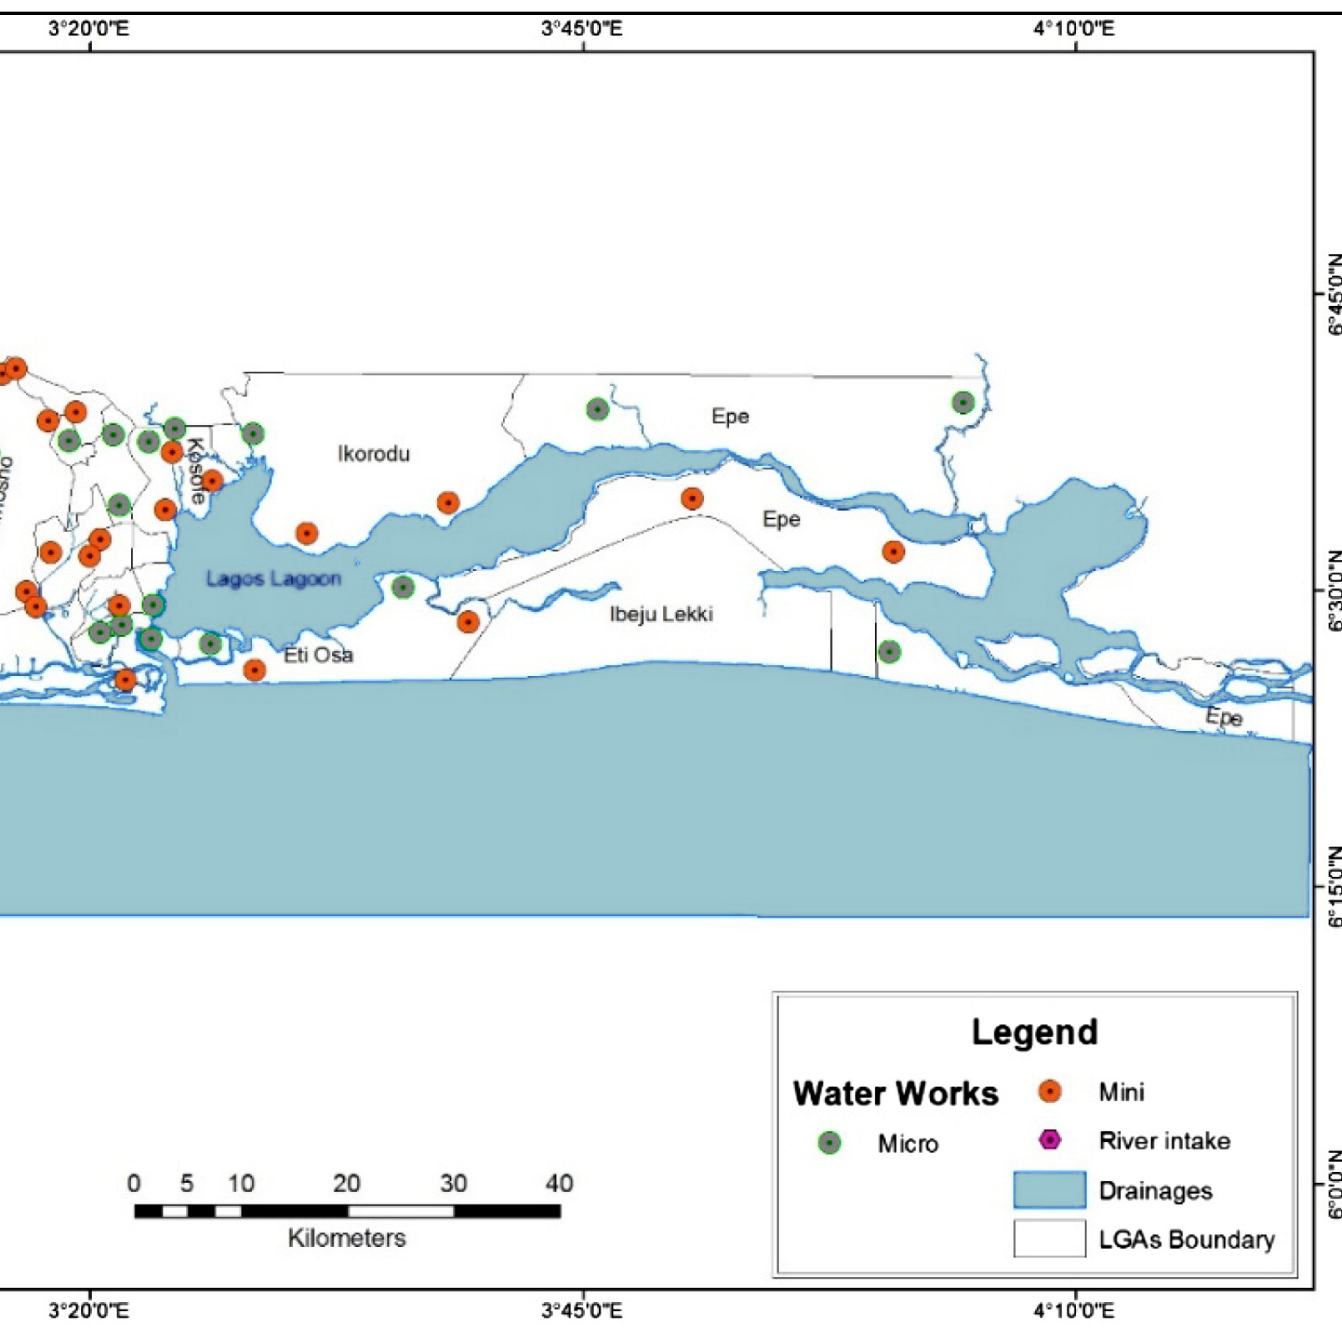 3°20'0"E 3°45'0"E 4°10'0"E
6°45'0"N
Epe
Kosofe
Ikorodu
mosho
Epe
Lagos Lagoon
6°30'0"N
Ibeju Lekki
Eti Osa
Epe
6°15'0"N
Legend
Water Works
Mini
Micro
River intake
Drainages
LGAs Boundary
6°0'0"N
0 5 10 20 30 40
Kilometers
3°20'0"E 3°45'0"E 4°10'0"E